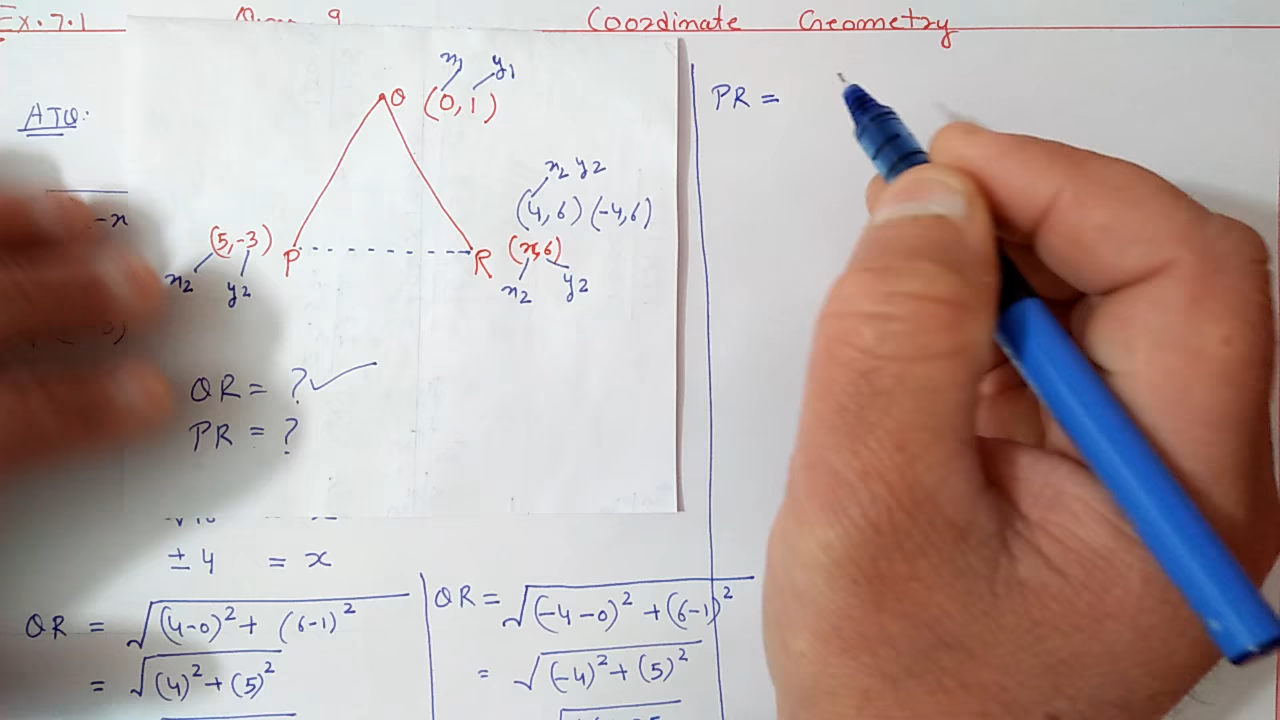 Ex. 7.1 Coordinate Geometry
ATQ:
Q (0, 1)
x1 y1
x2 y2
(4, 6) (-4, 6)
(5, -3) P R (x, 6)
x2 y2 x2 y2
-x
QR = ? ✓
PR = ?
± 4 = x
QR = √(4-0)² + (6-1)²
= √(4)² + (5)²
QR = √(-4-0)² + (6-1)²
= √(-4)² + (5)²
PR =